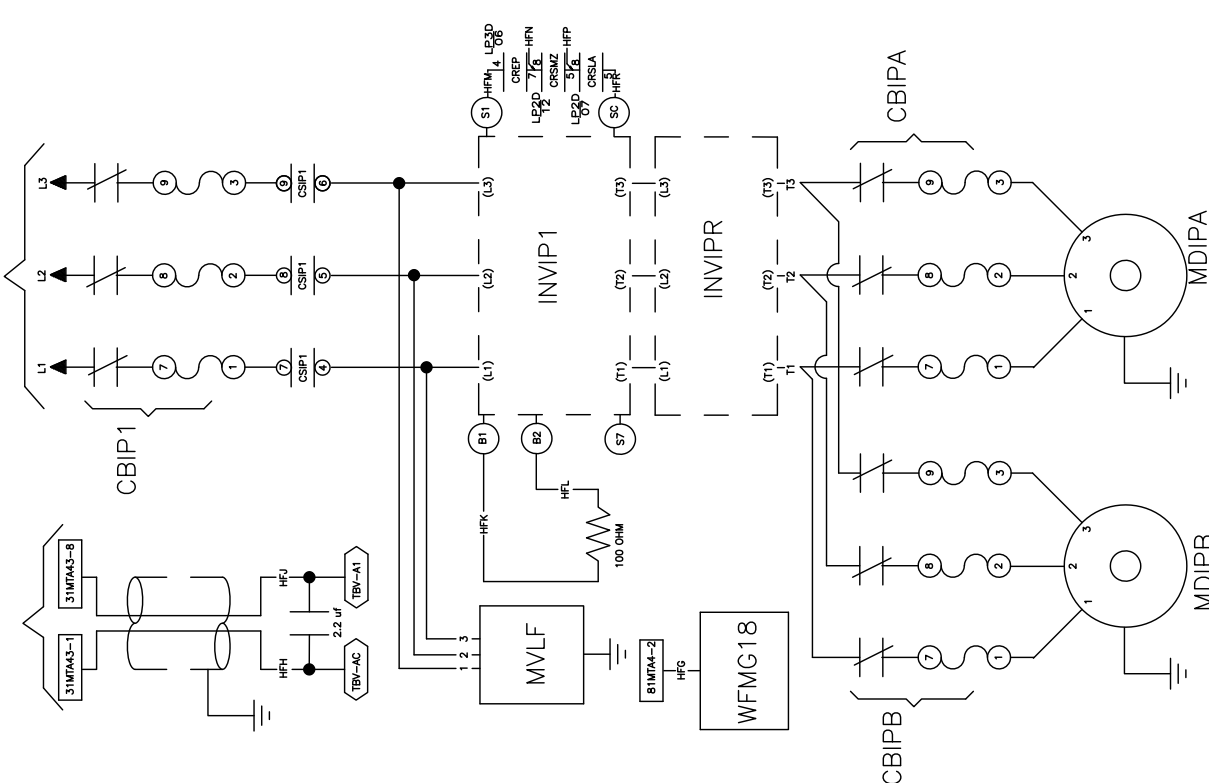 L1
L2
L3
7
8
9
1
2
3
CBIP1
7
8
9
CSIP1
CSIP1
CSIP1
4
5
6
31MTA43-1
31MTA43-8
HFH
HFJ
2.2 uf
TBV-AC
TBV-A1
MVLF
1
2
3
81MTA4-2
HFG
WFMG18
B1
B2
S7
HFK
HFL
100 OHM
(L1)
(L2)
(L3)
INVIP1
(T1)
(T2)
(T3)
S1
HFM
4
LP3D
06
CREP
7
8
HFN
LP2D
12
CRSMZ
5
8
HFP
LP2D
07
CRSLA
5
HFR
SC
(L1)
(L2)
(L3)
INVIPR
(T1)
(T2)
(T3)
T1
T2
T3
CBIPB
7
8
9
1
2
3
1
2
3
MDIPB
CBIPA
7
8
9
1
2
3
1
2
3
MDIPA